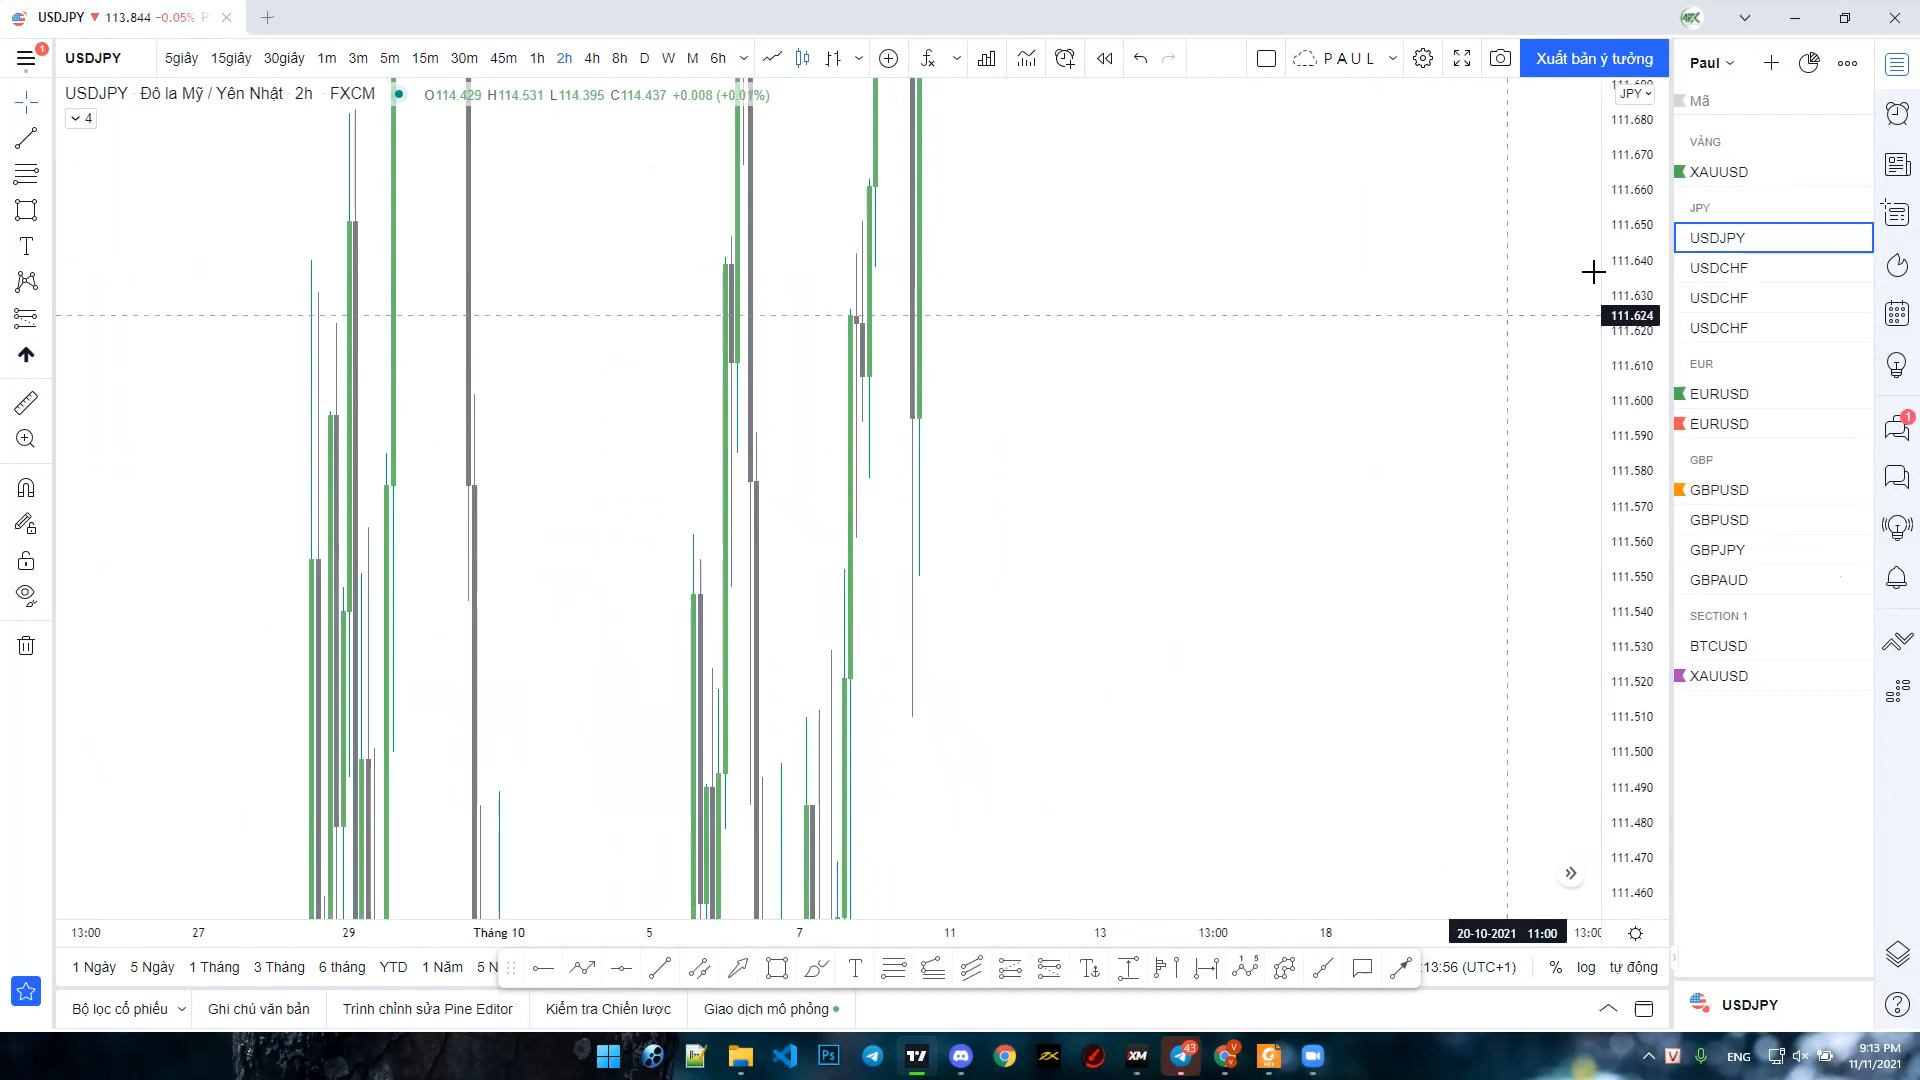 USDJPY ▼ 113.844 −0.05% P
AFX
1
USDJPY 5giây 15giây 30giây 1m 3m 5m 15m 30m 45m 1h 2h 4h 8h D W M 6h PAUL Xuất bản ý tưởng
USDJPY · Đô la Mỹ / Yên Nhật · 2h · FXCM O114.429 H114.531 L114.395 C114.437 +0.008 (+0.01%)
4
JPY
111.690
111.680
111.670
111.660
111.650
111.640
111.630
111.624
111.620
111.610
111.600
111.590
111.580
111.570
111.560
111.550
111.540
111.530
111.520
111.510
111.500
111.490
111.480
111.470
111.460
13:00 27 29 Tháng 10 5 7 11 13 13:00 18 20-10-2021 11:00 13:00
1 Ngày 5 Ngày 1 Tháng 3 Tháng 6 tháng YTD 1 Năm 5 N :13:56 (UTC+1) % log tự động
Bộ lọc cổ phiếu Ghi chú văn bản Trình chỉnh sửa Pine Editor Kiểm tra Chiến lược Giao dịch mô phỏng
Paul
Mã
VÀNG
XAUUSD
JPY
USDJPY
USDCHF
USDCHF
USDCHF
EUR
EURUSD
EURUSD
GBP
GBPUSD
GBPUSD
GBPJPY
GBPAUD
SECTION 1
BTCUSD
XAUUSD
USDJPY
1
Ps
XM
43
V
ENG
9:13 PM
11/11/2021